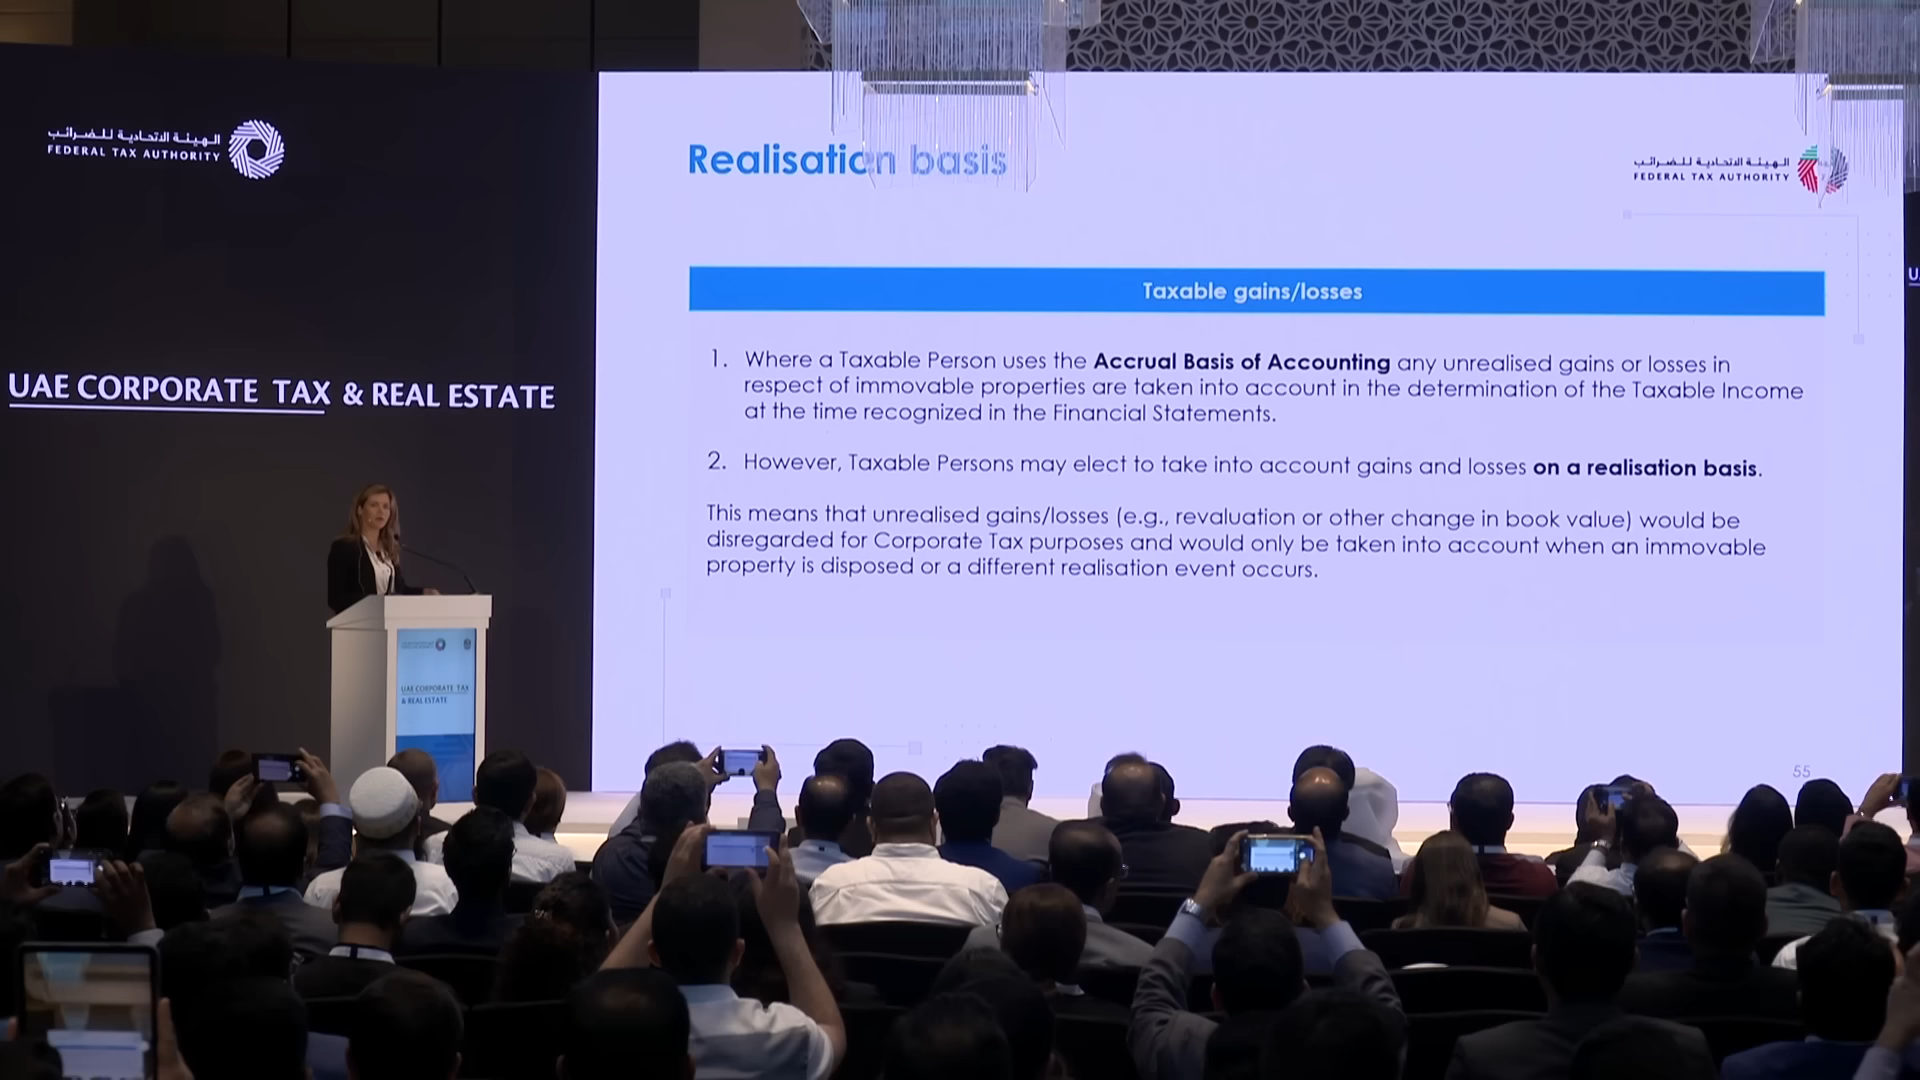 الهيئة الاتحادية للضرائب
FEDERAL TAX AUTHORITY
UAE CORPORATE TAX & REAL ESTATE
Realisation basis
الهيئة الاتحادية للضرائب
FEDERAL TAX AUTHORITY
Taxable gains/losses
1. Where a Taxable Person uses the Accrual Basis of Accounting any unrealised gains or losses in
respect of immovable properties are taken into account in the determination of the Taxable Income
at the time recognized in the Financial Statements.
2. However, Taxable Persons may elect to take into account gains and losses on a realisation basis.
This means that unrealised gains/losses (e.g., revaluation or other change in book value) would be
disregarded for Corporate Tax purposes and would only be taken into account when an immovable
property is disposed or a different realisation event occurs.
55
UAE CORPORATE TAX
& REAL ESTATE
U